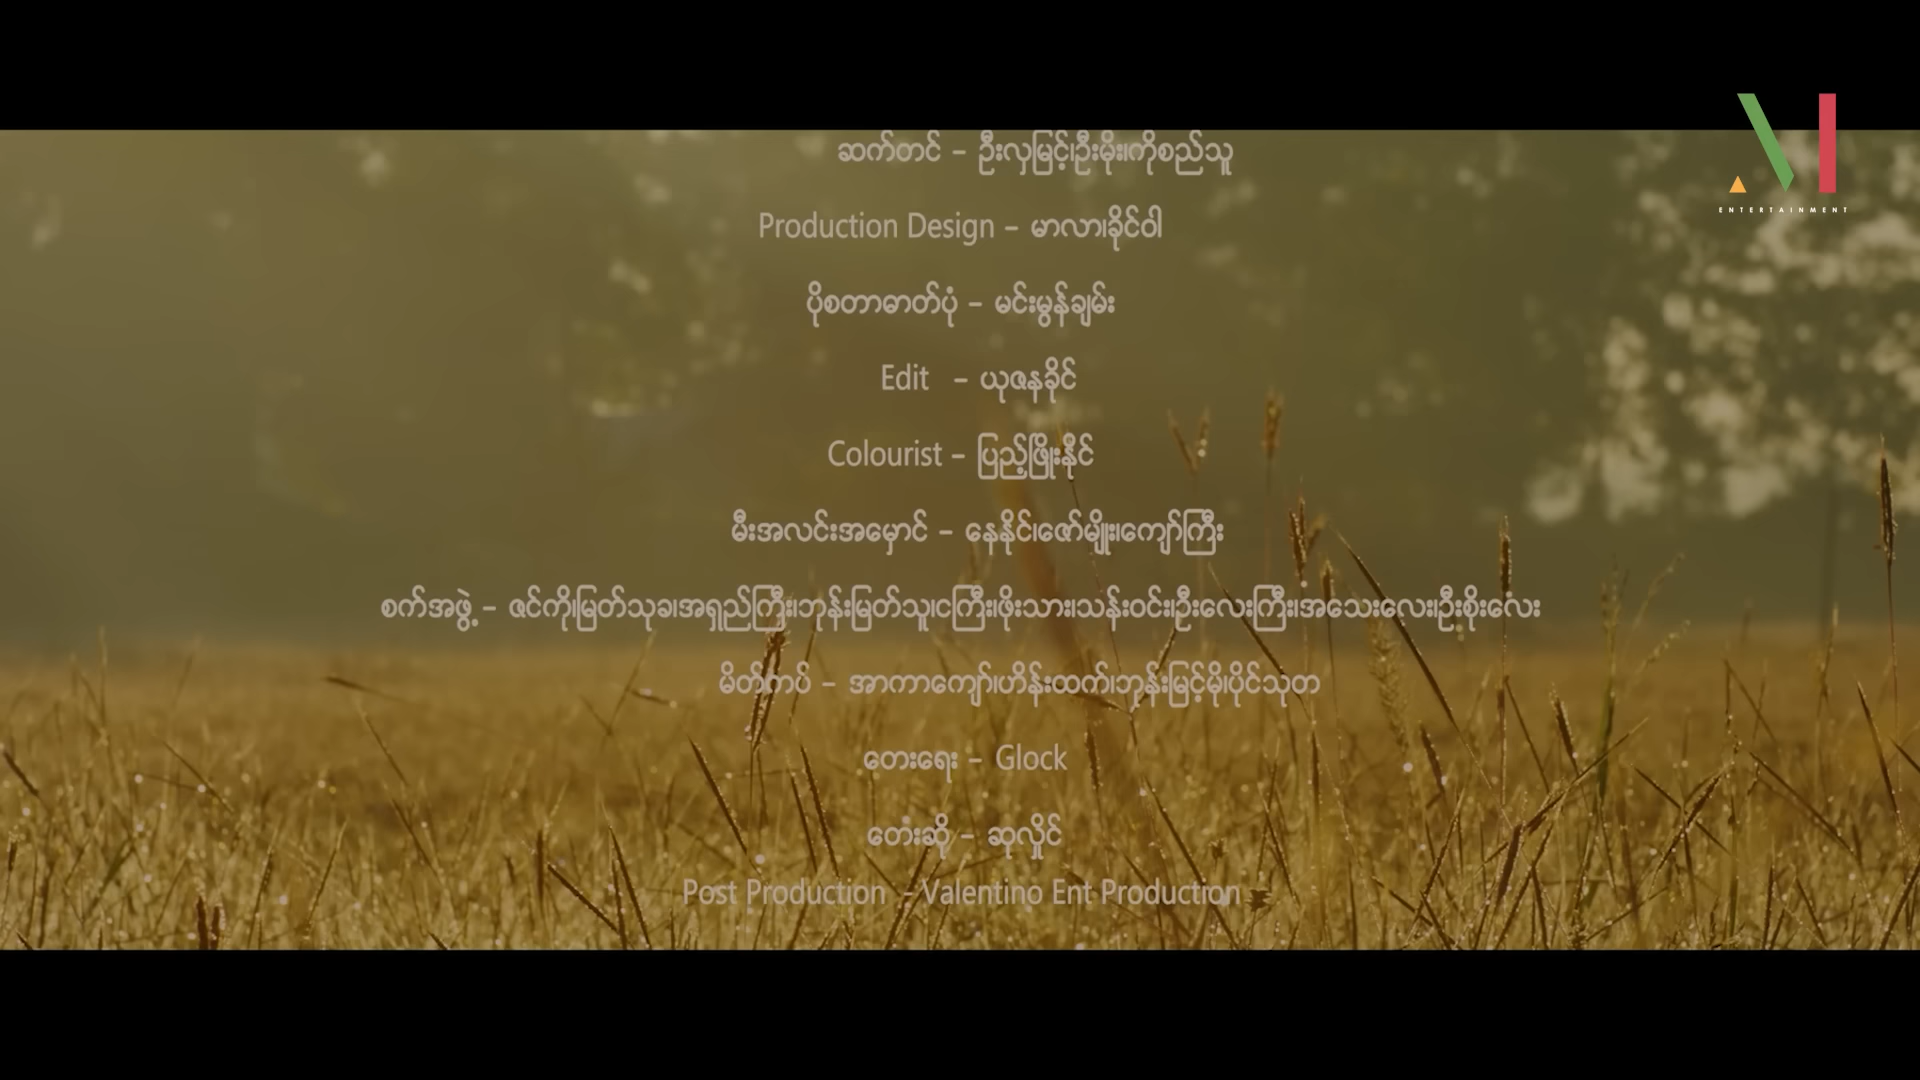 ENTERTAINMENT
ဆက်တင် – ဦးလှမြင့်၊ဦးမိုး၊ကိုစည်သူ
Production Design – မာလာ၊ခိုင်ဝါ
ပိုစတာဓာတ်ပုံ – မင်းမွန်ချမ်း
Edit – ယုဇနခိုင်
Colourist – ပြည့်ဖြိုးနိုင်
မီးအလင်းအမှောင် – နေနိုင်၊ဇော်မျိုး၊ကျော်ကြီး
စက်အဖွဲ့ – ဇင်ကို၊မြတ်သုခ၊အရှည်ကြီး၊ဘုန်းမြတ်သူ၊ငကြီး၊ဖိုးသား၊သန်းဝင်း၊ဦးလေးကြီး၊အသေးလေး၊ဦးစိုးလေး
မိတ်ကပ် – အာကာကျော်၊ဟိန်းထက်၊ဘုန်းမြင့်မို၊ပိုင်သုတ
တေးရေး – Glock
တေးဆို – ဆုလှိုင်
Post Production - Valentino Ent Production